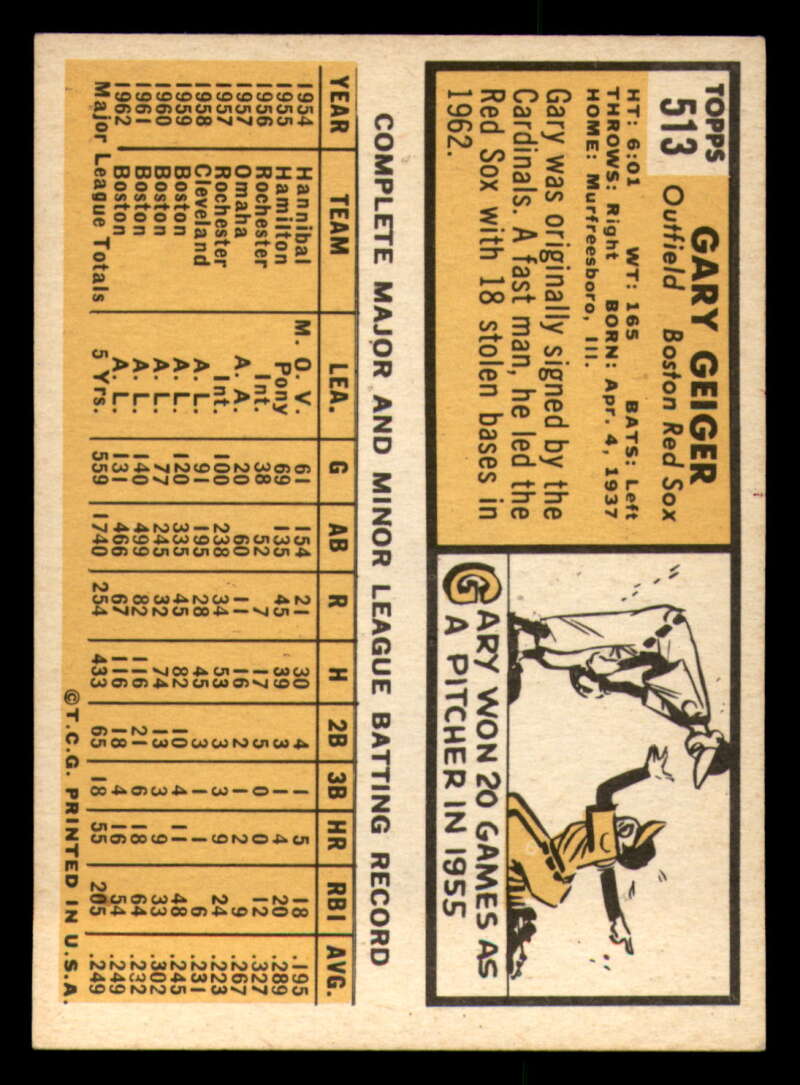 TOPPS
513
GARY GEIGER
Outfield Boston Red Sox
HT: 6:01 WT: 165 BATS: Left
THROWS: Right BORN: Apr. 4, 1937
HOME: Murfreesboro, Ill.
Gary was originally signed by the
Cardinals. A fast man, he led the
Red Sox with 18 stolen bases in
1962.
GARY WON 20 GAMES AS
A PITCHER IN 1955
COMPLETE MAJOR AND MINOR LEAGUE BATTING RECORD
YEAR TEAM LEA. G AB R H 2B 3B HR RBI AVG.
1954 Hannibal M. O. V. 61 154 21 30 4 1 5 18 .195
1955 Hamilton Pony 69 135 45 39 3 1 4 20 .289
1956 Rochester Int. 38 52 7 17 5 0 0 12 .327
1957 Omaha A. A. 20 60 11 16 2 1 2 9 .267
1957 Rochester Int. 100 238 34 53 3 3 9 24 .223
1958 Cleveland A. L. 91 195 28 45 3 1 1 6 .231
1959 Boston A. L. 120 335 45 82 10 4 11 48 .245
1960 Boston A. L. 77 245 32 74 13 3 9 33 .302
1961 Boston A. L. 140 499 82 116 21 6 18 64 .232
1962 Boston A. L. 131 466 67 116 18 4 16 54 .249
Major League Totals 5 Yrs. 559 1740 254 433 65 18 55 205 .249
©T.C.G. PRINTED IN U.S.A.